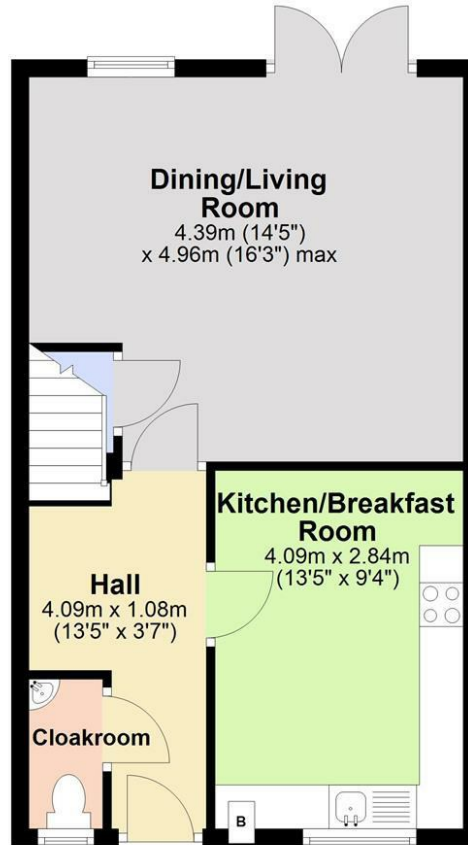 Dining/Living
Room
4.39m (14'5")
x 4.96m (16'3") max
Kitchen/Breakfast
Room
4.09m x 2.84m
(13'5" x 9'4")
Hall
4.09m x 1.08m
(13'5" x 3'7")
Cloakroom
B